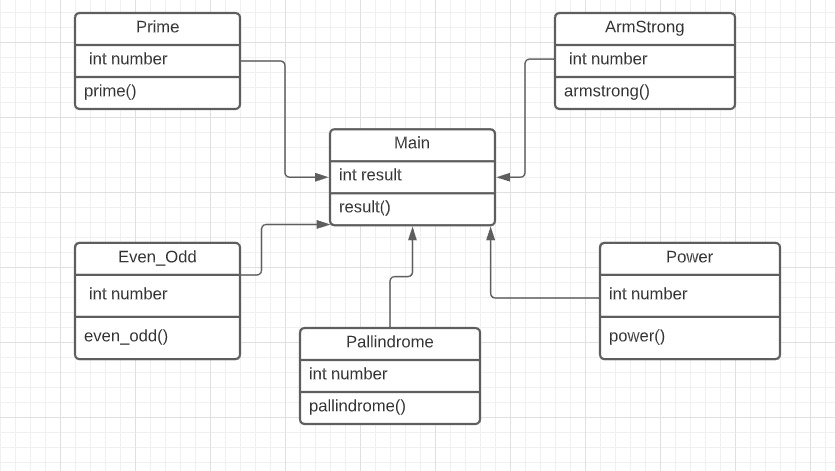 Prime
int number
prime()
ArmStrong
int number
armstrong()
Main
int result
result()
Even_Odd
int number
even_odd()
Pallindrome
int number
pallindrome()
Power
int number
power()